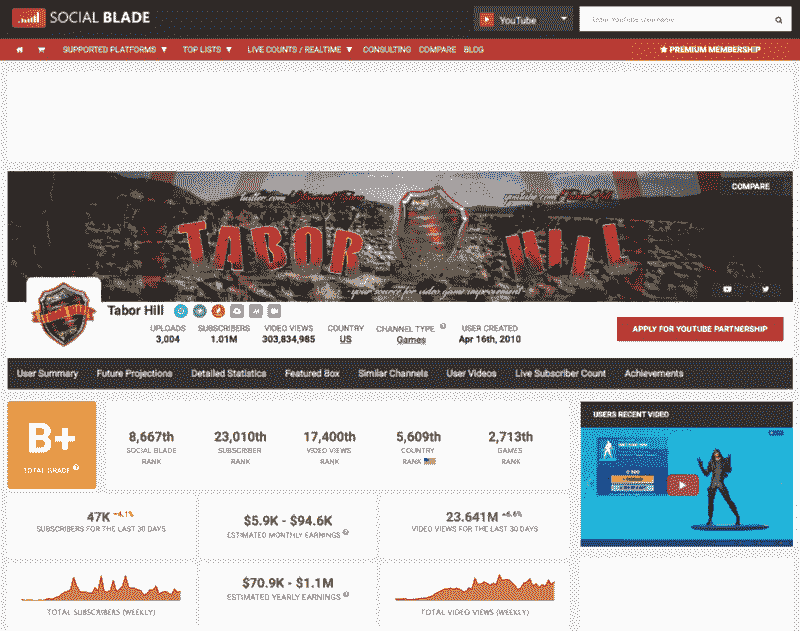 SOCIAL BLADE
YouTube
Enter YouTube Username
SUPPORTED PLATFORMS
TOP LISTS
LIVE COUNTS / REALTIME
CONSULTING
COMPARE
BLOG
PREMIUM MEMBERSHIP
COMPARE
TABOR HILL
your source for video game improvement
Tabor Hill
UPLOADS
3,004
SUBSCRIBERS
1.01M
VIDEO VIEWS
303,834,985
COUNTRY
US
CHANNEL TYPE
Games
USER CREATED
Apr 16th, 2010
APPLY FOR YOUTUBE PARTNERSHIP
User Summary
Future Projections
Detailed Statistics
Featured Box
Similar Channels
User Videos
Live Subscriber Count
Achievements
B+
TOTAL GRADE
8,667th
SOCIAL BLADE
RANK
23,010th
SUBSCRIBER
RANK
17,400th
VIDEO VIEWS
RANK
5,609th
COUNTRY
RANK
2,713th
GAMES
RANK
USERS RECENT VIDEO
47K -4.1%
SUBSCRIBERS FOR THE LAST 30 DAYS
$5.9K - $94.6K
ESTIMATED MONTHLY EARNINGS
23.641M -6.6%
VIDEO VIEWS FOR THE LAST 30 DAYS
TOTAL SUBSCRIBERS (WEEKLY)
$70.9K - $1.1M
ESTIMATED YEARLY EARNINGS
TOTAL VIDEO VIEWS (WEEKLY)